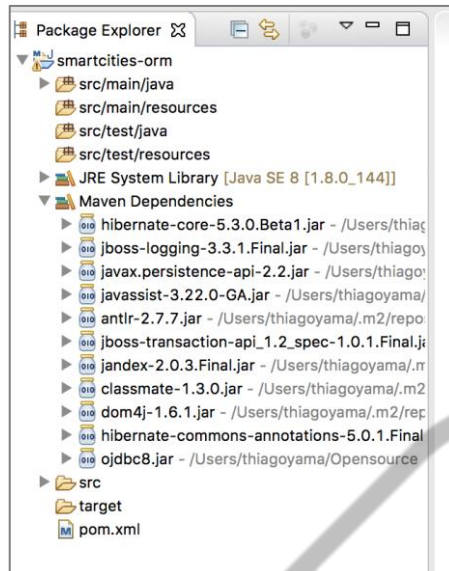 Package Explorer
smartcities-orm
src/main/java
src/main/resources
src/test/java
src/test/resources
JRE System Library [Java SE 8 [1.8.0_144]]
Maven Dependencies
hibernate-core-5.3.0.Beta1.jar - /Users/thiag
jboss-logging-3.3.1.Final.jar - /Users/thiagoy
javax.persistence-api-2.2.jar - /Users/thiagoy
javassist-3.22.0-GA.jar - /Users/thiagoyama/
antlr-2.7.7.jar - /Users/thiagoyama/.m2/repo
jboss-transaction-api_1.2_spec-1.0.1.Final.ja
jandex-2.0.3.Final.jar - /Users/thiagoyama/.m
classmate-1.3.0.jar - /Users/thiagoyama/.m2
dom4j-1.6.1.jar - /Users/thiagoyama/.m2/rep
hibernate-commons-annotations-5.0.1.Final
ojdbc8.jar - /Users/thiagoyama/Opensource
src
target
pom.xml